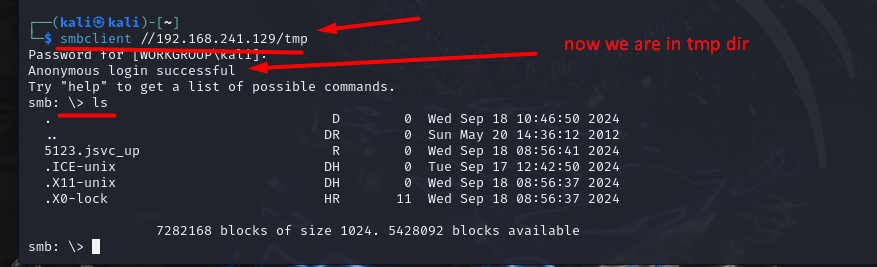 ┌──(kali㉿kali)-[~]
└─$ smbclient //192.168.241.129/tmp
now we are in tmp dir
Password for [WORKGROUP\kali]:
Anonymous login successful
Try "help" to get a list of possible commands.
smb: \> ls
  .                                   D        0  Wed Sep 18 10:46:50 2024
  ..                                 DR        0  Sun May 20 14:36:12 2012
  5123.jsvc_up                        R        0  Wed Sep 18 08:56:41 2024
  .ICE-unix                          DH        0  Tue Sep 17 12:42:50 2024
  .X11-unix                          DH        0  Wed Sep 18 08:56:37 2024
  .X0-lock                           HR       11  Wed Sep 18 08:56:37 2024
                7282168 blocks of size 1024. 5428092 blocks available
smb: \>